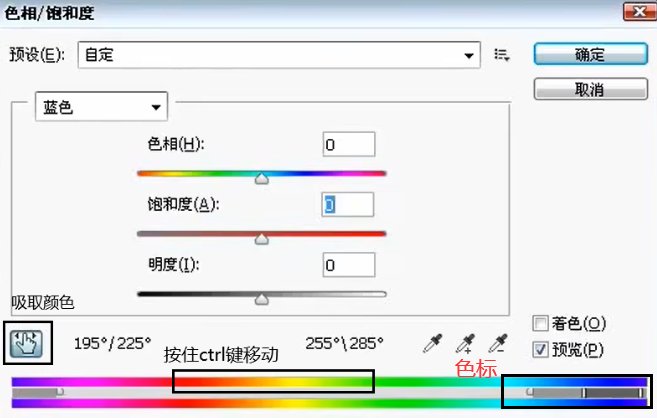 色相/饱和度
预设(E): 自定
确定
取消
蓝色
色相(H): 0
饱和度(A): 0
明度(I): 0
吸取颜色
195°/225°
按住ctrl键移动
255°\285°
色标
着色(O)
预览(P)